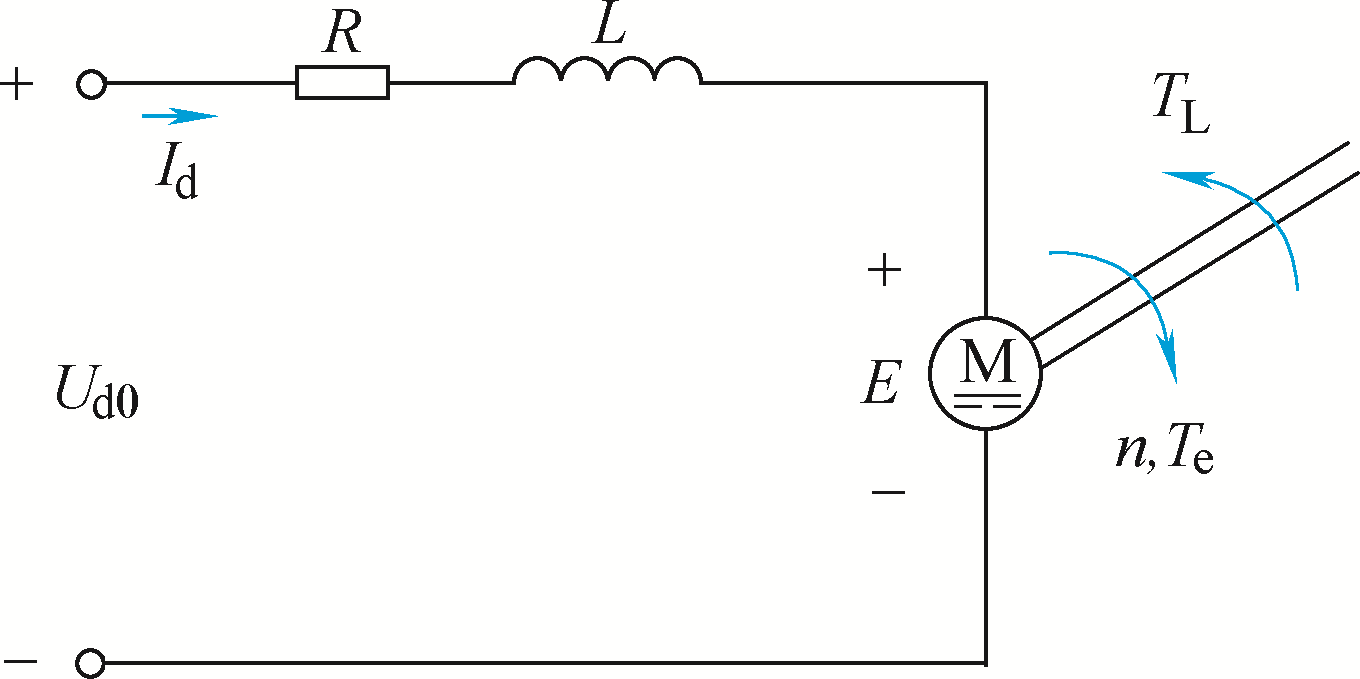 R
L
+
I_d
T_L
+
U_d0
E
M
n, T_e
−
−